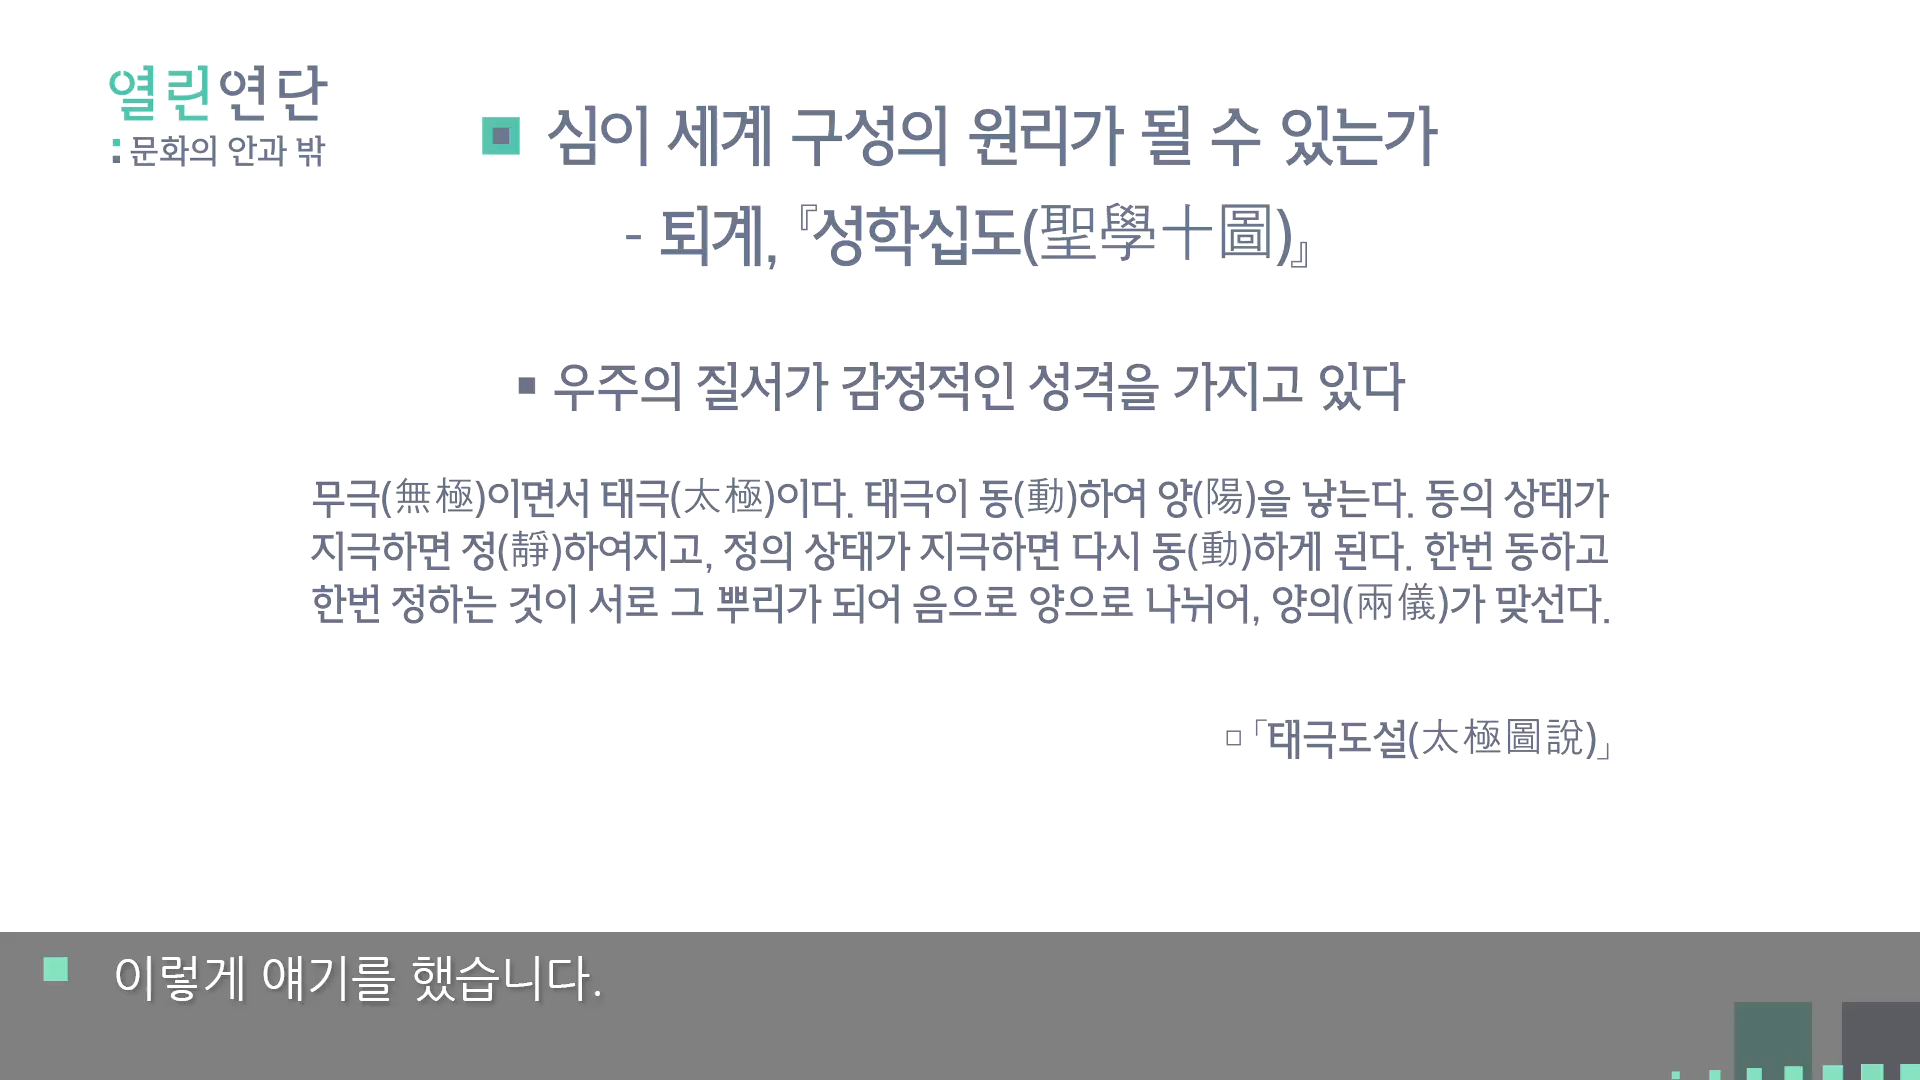 열린연단
: 문화의 안과 밖
심이 세계 구성의 원리가 될 수 있는가
- 퇴계, 『성학십도(聖學十圖)』
▪ 우주의 질서가 감정적인 성격을 가지고 있다
무극(無極)이면서 태극(太極)이다. 태극이 동(動)하여 양(陽)을 낳는다. 동의 상태가
지극하면 정(靜)하여지고, 정의 상태가 지극하면 다시 동(動)하게 된다. 한번 동하고
한번 정하는 것이 서로 그 뿌리가 되어 음으로 양으로 나뉘어, 양의(兩儀)가 맞선다.
□「태극도설(太極圖說)」
이렇게 얘기를 했습니다.